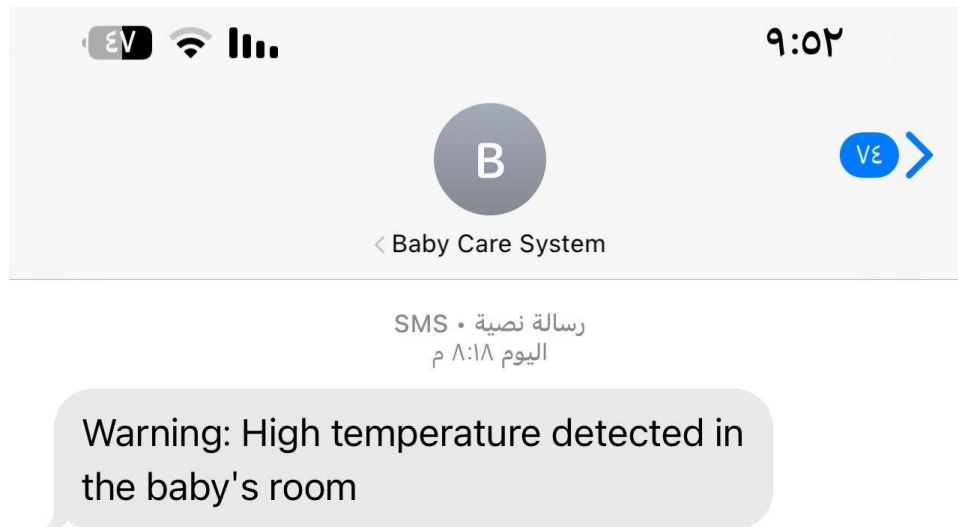 ٩:٥٢
٤٧
B
٧٤
Baby Care System
رسالة نصية • SMS
اليوم ٨:١٨ م
Warning: High temperature detected in
the baby's room